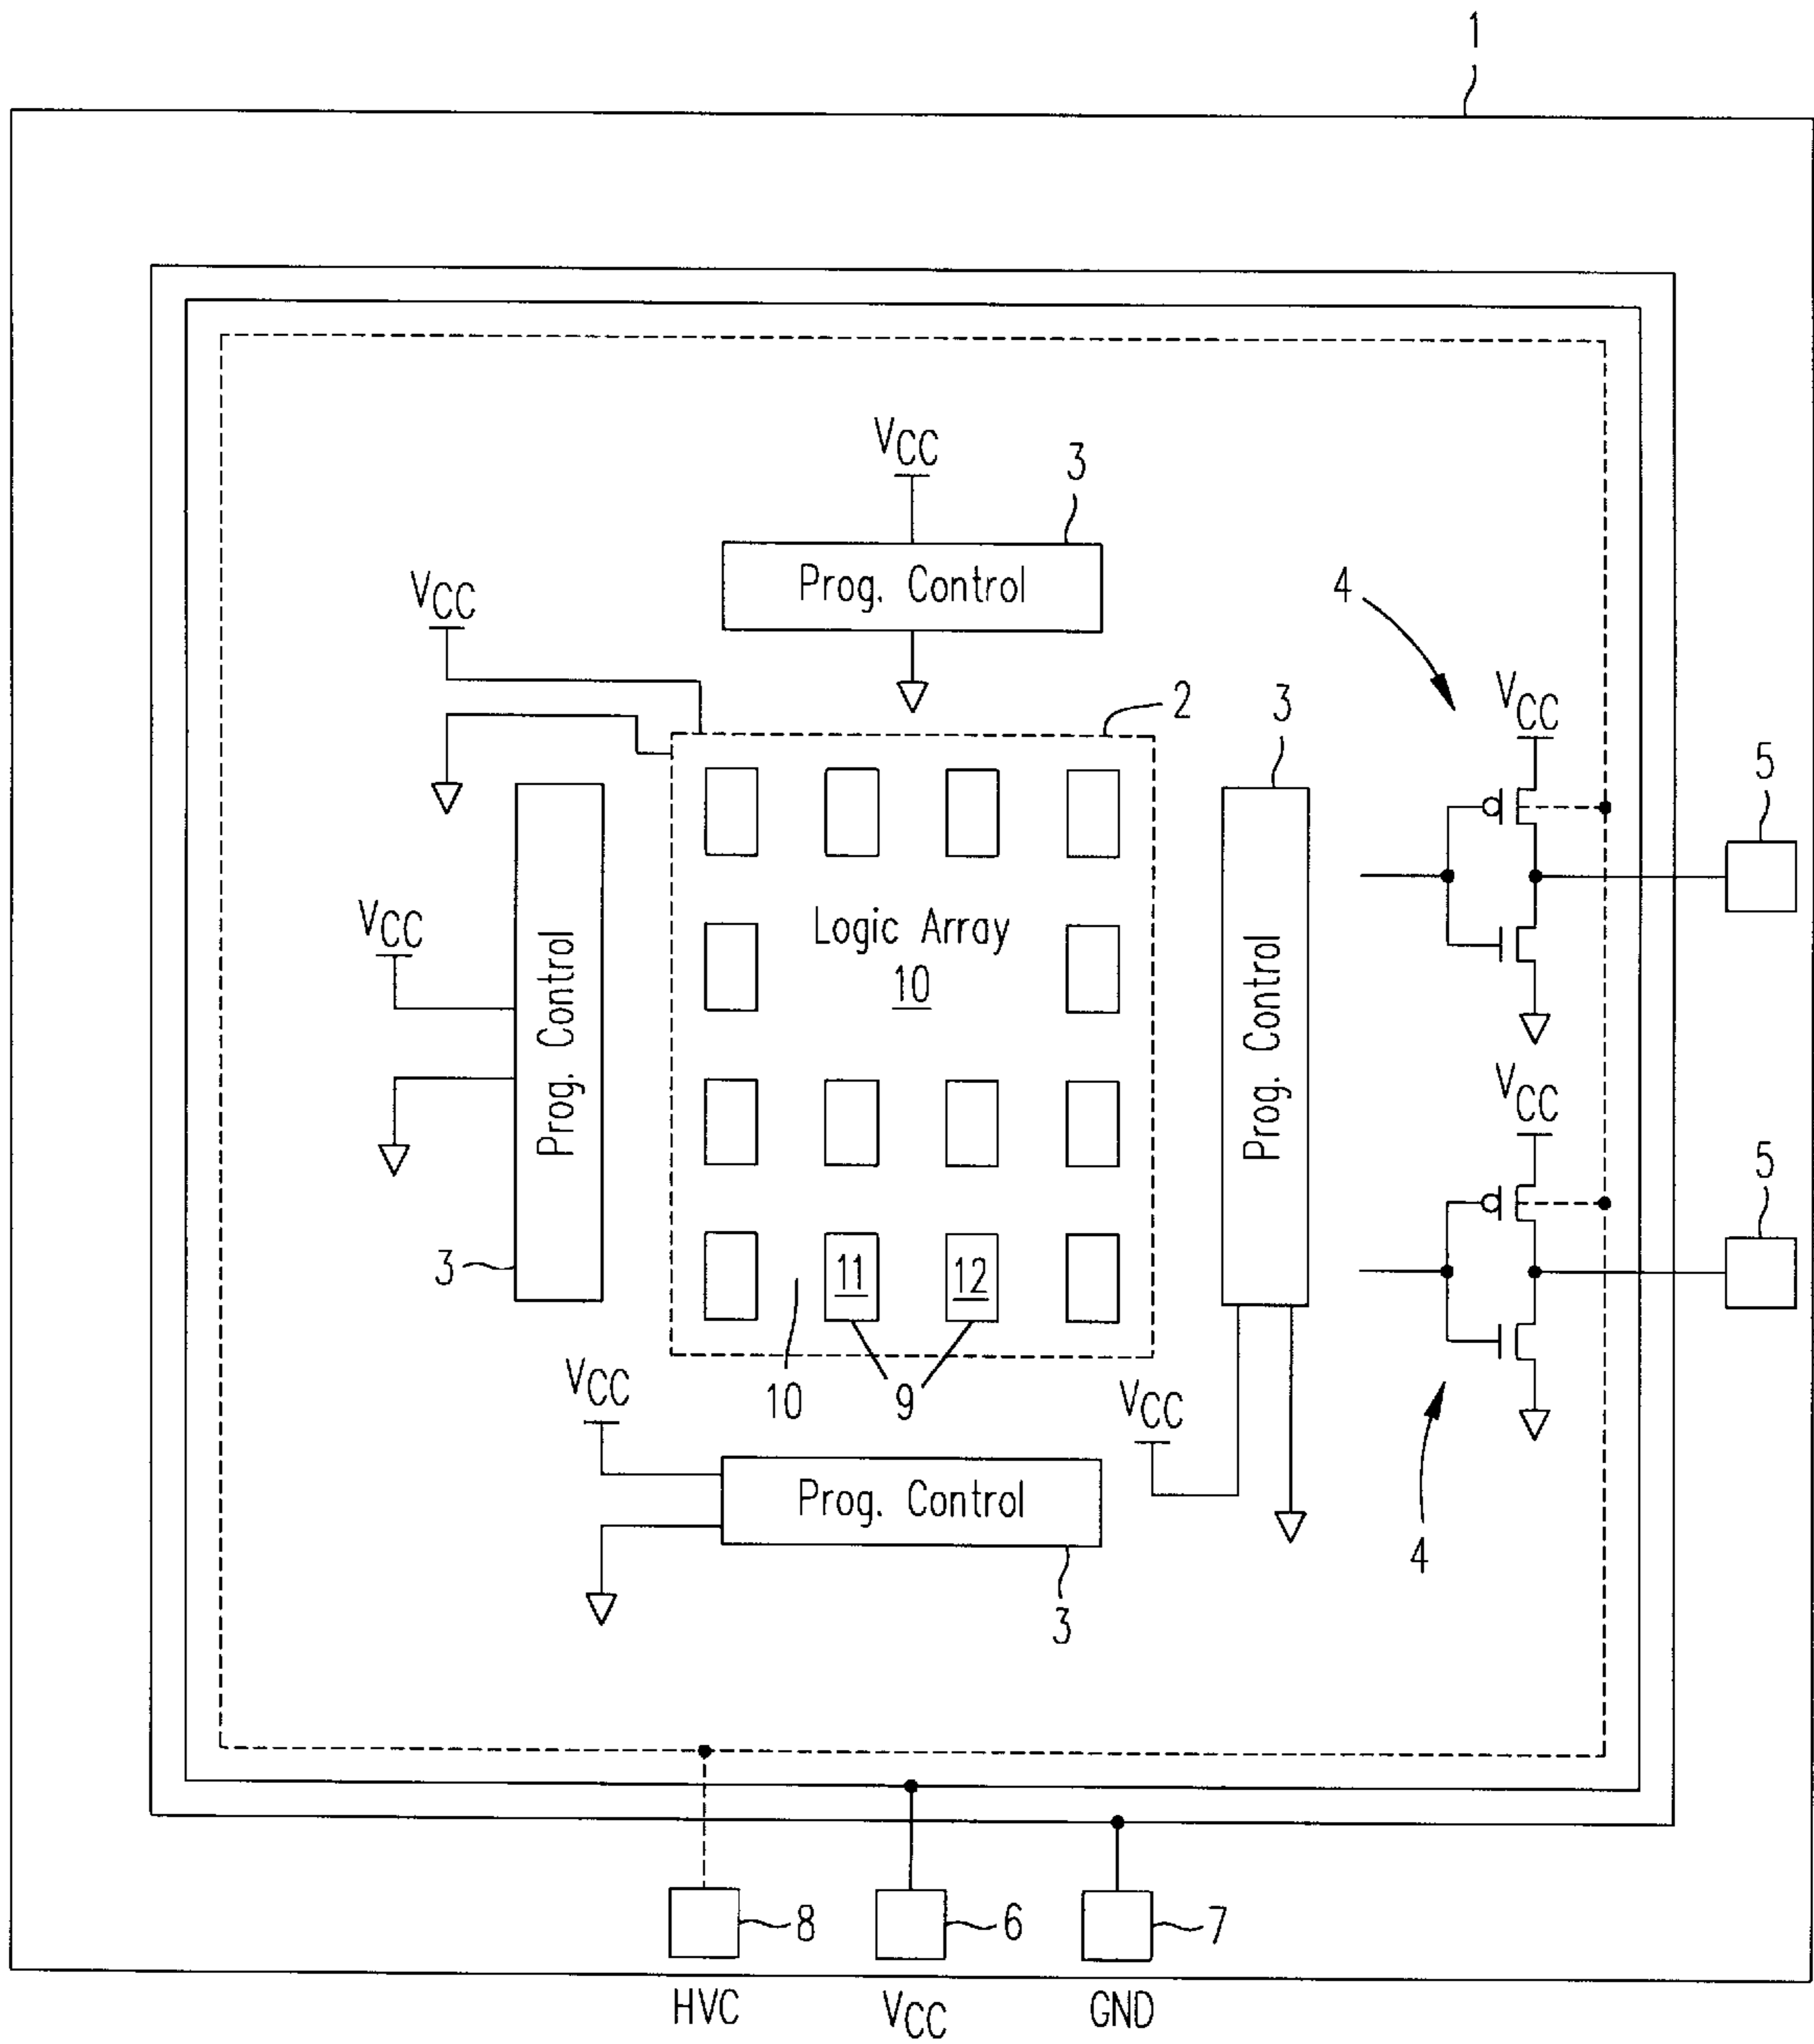 1
VCC
3
Prog. Control
VCC
4
2
3
VCC
5
Logic Array
10
VCC
Prog. Control
Prog. Control
VCC
5
3
11
12
10
9
VCC
VCC
Prog. Control
4
3
8
6
7
HVC
VCC
GND